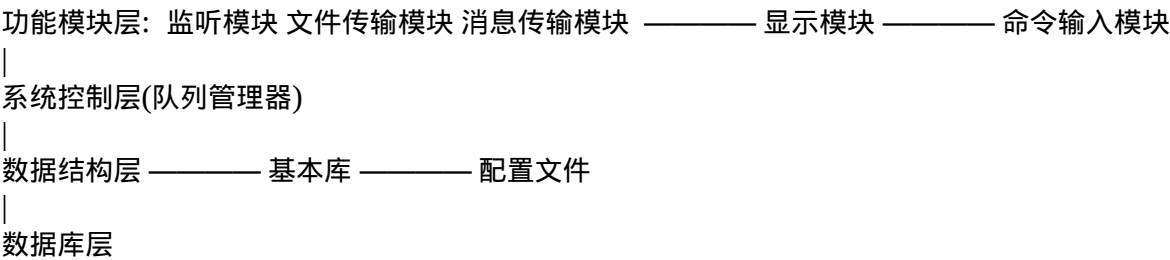 功能模块层:  监听模块 文件传输模块 消息传输模块  ———— 显示模块 ———— 命令输入模块
|
系统控制层(队列管理器)
|
数据结构层 ———— 基本库 ———— 配置文件
|
数据库层